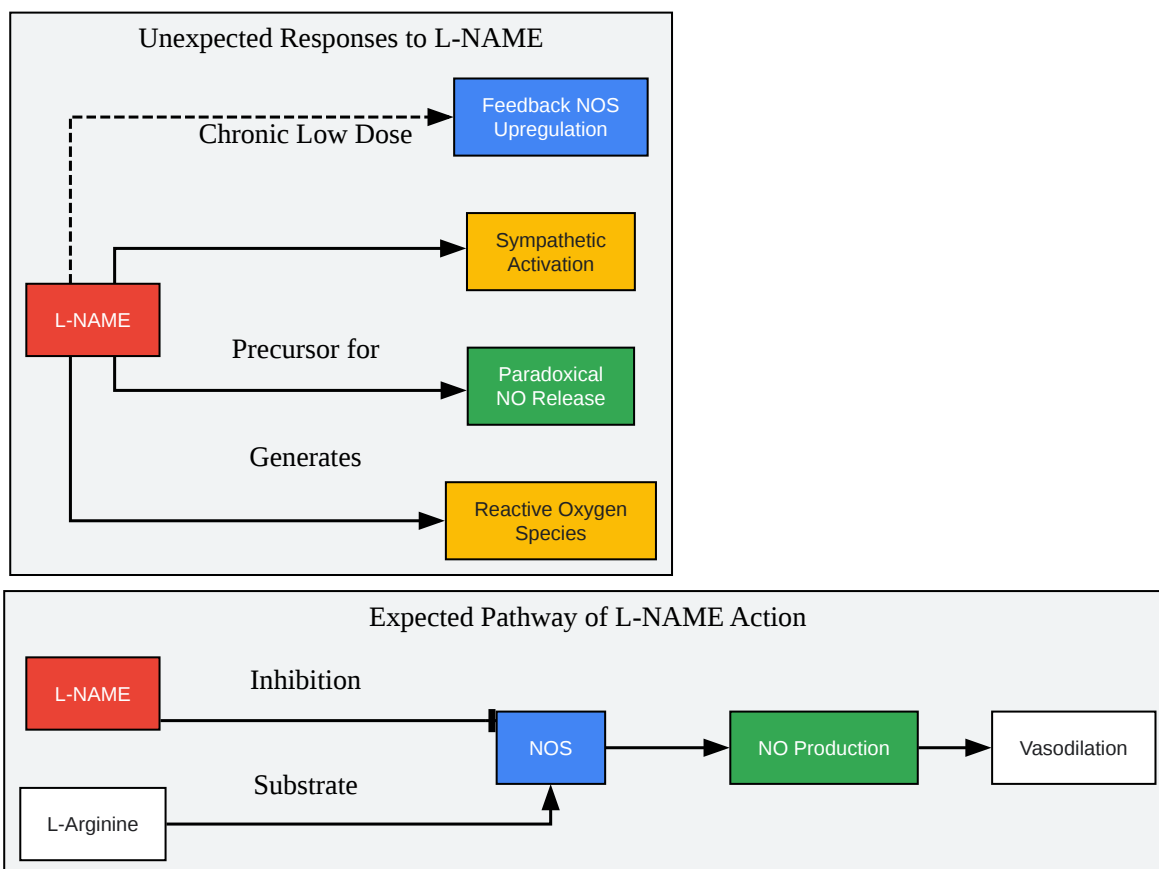 Unexpected Responses to L-NAME
Feedback NOS
Upregulation
Chronic Low Dose
Sympathetic
Activation
L-NAME
Precursor for
Paradoxical
NO Release
Generates
Reactive Oxygen
Species
Expected Pathway of L-NAME Action
L-NAME
Inhibition
NOS
NO Production
Vasodilation
Substrate
L-Arginine